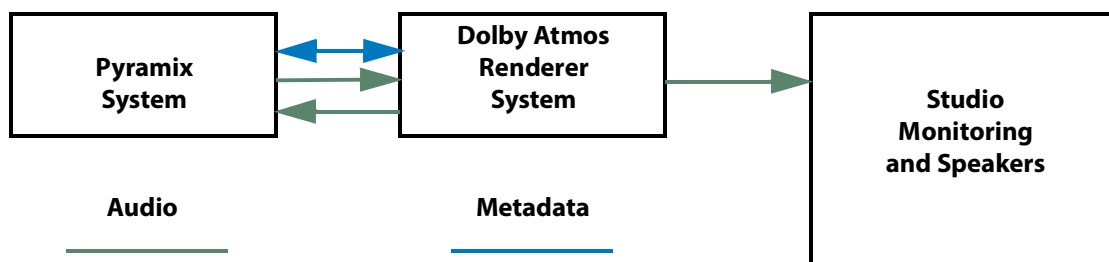 Pyramix
System
Dolby Atmos
Renderer
System
Studio
Monitoring
and Speakers
Audio
Metadata